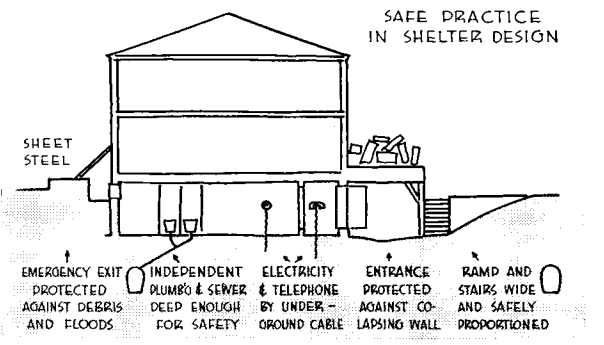 SAFE PRACTICE
IN SHELTER DESIGN
SHEET
STEEL
EMERGENCY EXIT
PROTECTED
AGAINST DEBRIS
AND FLOODS
INDEPENDENT
PLUMB'G & SEWER
DEEP ENOUGH
FOR SAFETY
ELECTRICITY
& TELEPHONE
BY UNDER-
GROUND CABLE
ENTRANCE
PROTECTED
AGAINST CO-
LAPSING WALL
RAMP AND
STAIRS WIDE
AND SAFELY
PROPORTIONED